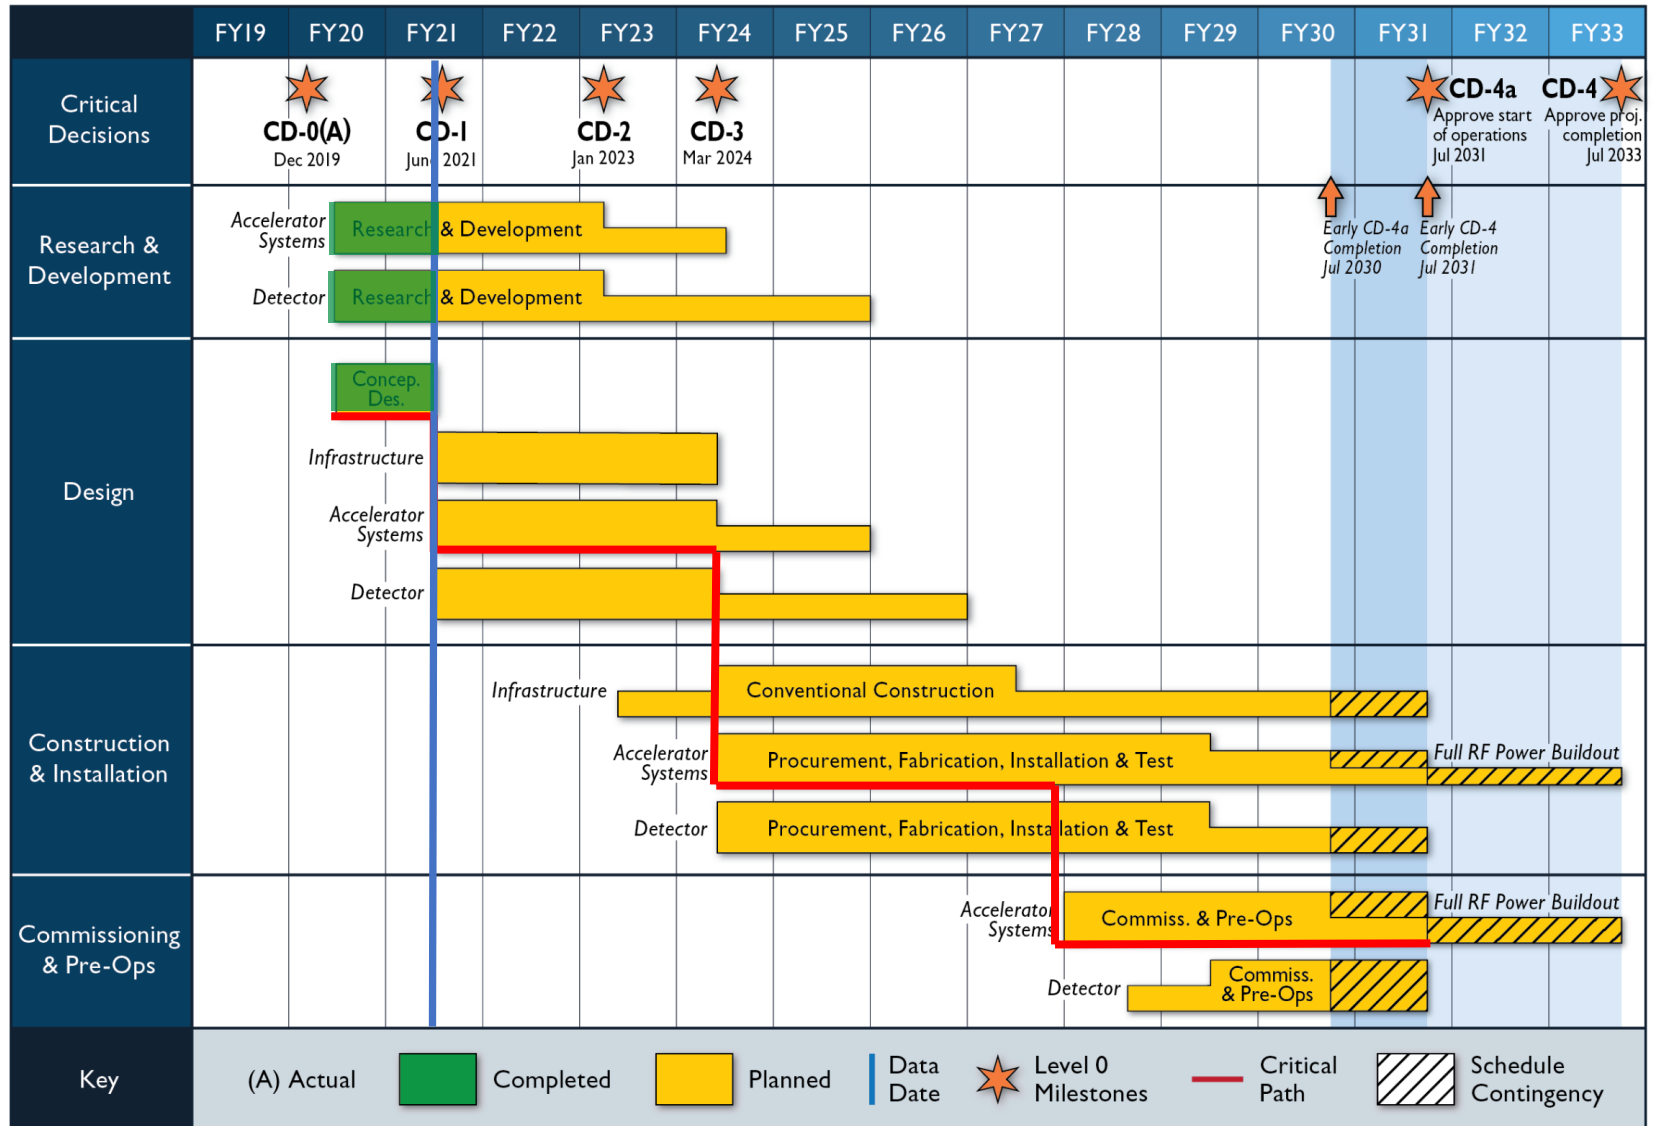 FY19 FY20 FY21 FY22 FY23 FY24 FY25 FY26 FY27 FY28 FY29 FY30 FY31 FY32 FY33
Critical
Decisions
CD-0(A)
Dec 2019
CD-1
June 2021
CD-2
Jan 2023
CD-3
Mar 2024
CD-4a
Approve start
of operations
Jul 2031
CD-4
Approve proj.
completion
Jul 2033
Early CD-4a
Completion
Jul 2030
Early CD-4
Completion
Jul 2031
Research &
Development
Accelerator
Systems
Research & Development
Detector
Research & Development
Design
Concep.
Des.
Infrastructure
Accelerator
Systems
Detector
Construction
& Installation
Infrastructure
Conventional Construction
Accelerator
Systems
Procurement, Fabrication, Installation & Test
Full RF Power Buildout
Detector
Procurement, Fabrication, Installation & Test
Commissioning
& Pre-Ops
Accelerator
Systems
Commiss. & Pre-Ops
Full RF Power Buildout
Detector
Commiss.
& Pre-Ops
Key
(A) Actual
Completed
Planned
Data
Date
Level 0
Milestones
Critical
Path
Schedule
Contingency